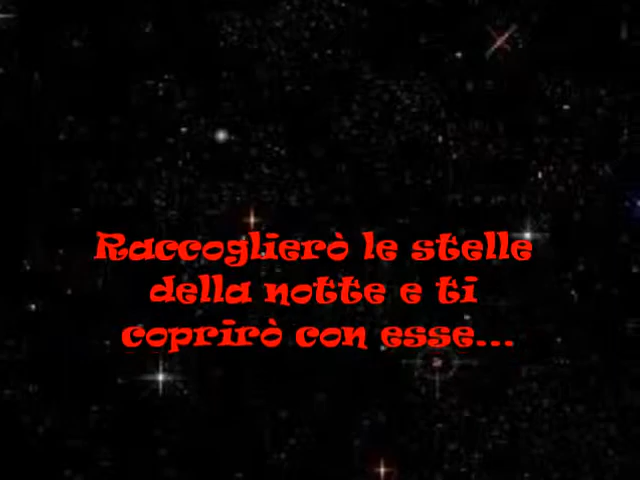 Raccoglierò le stelle
della notte e ti
coprirò con esse...